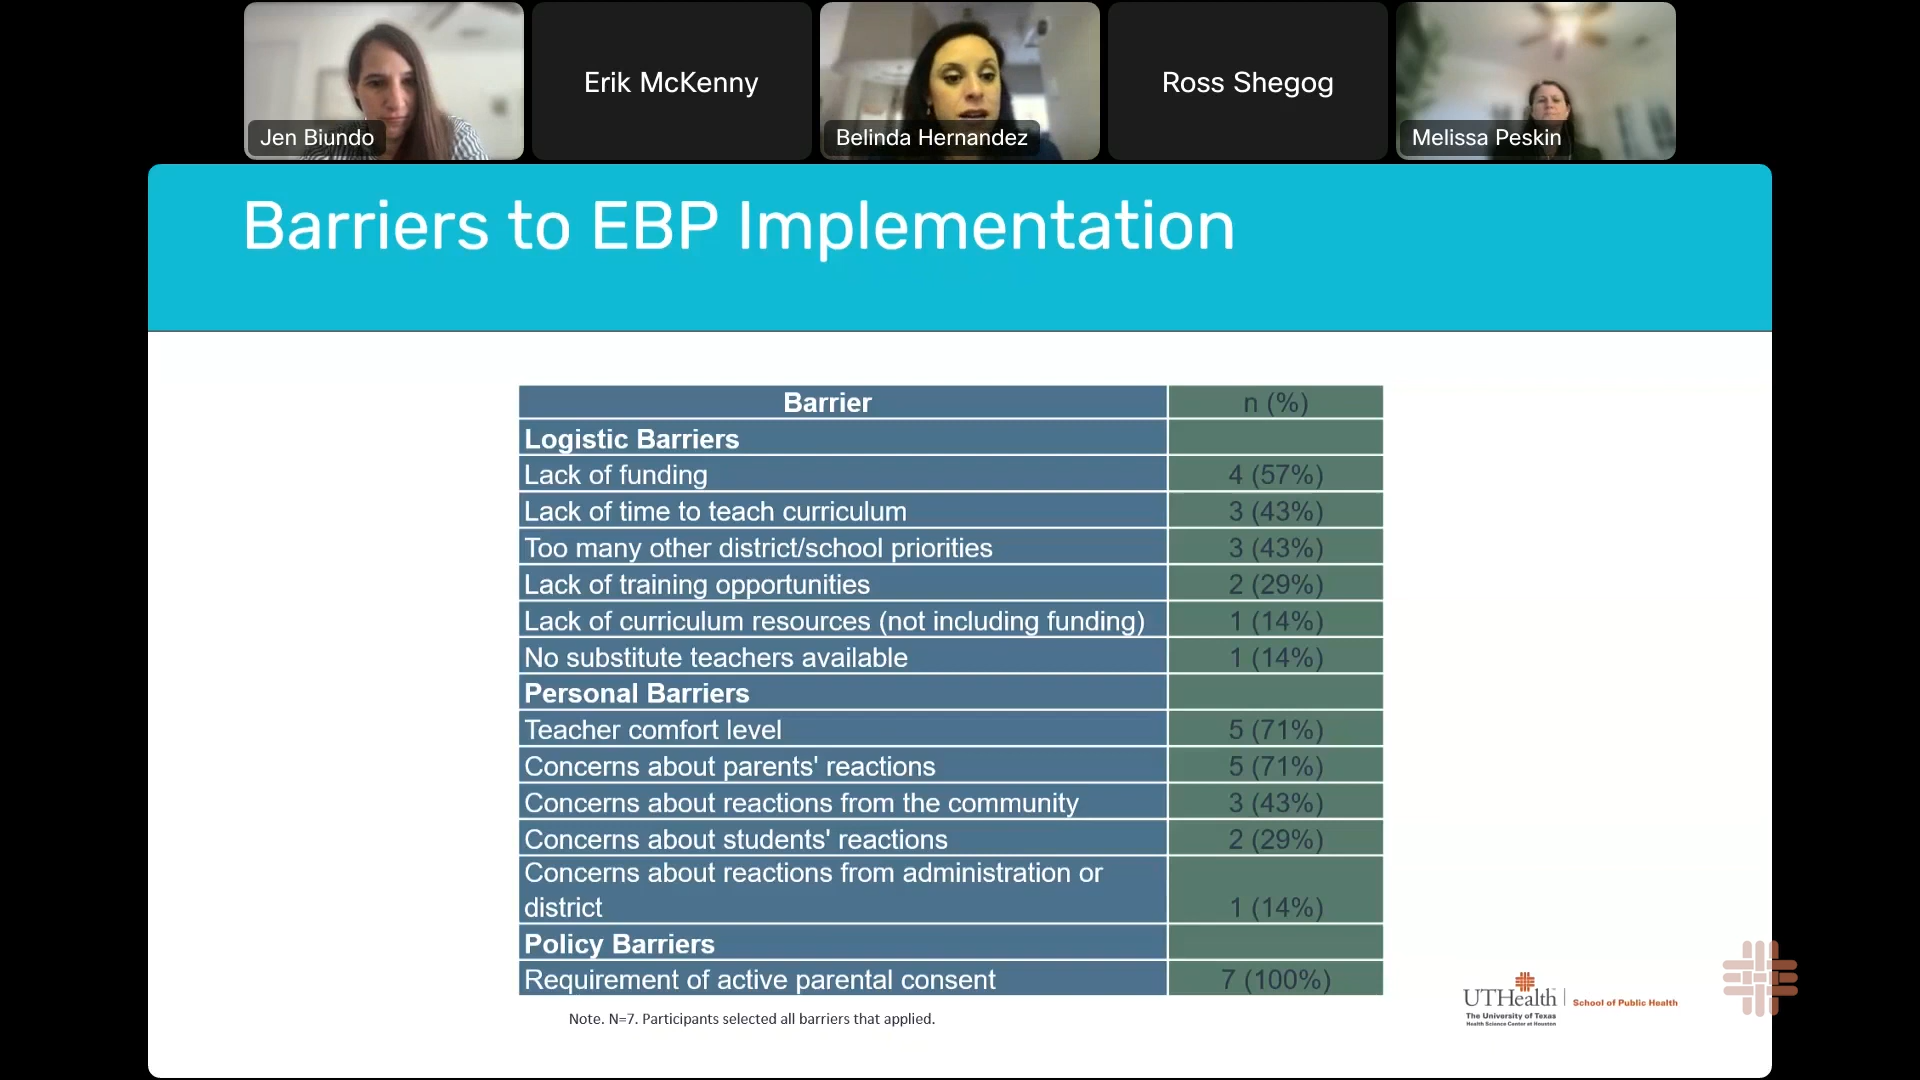 Jen Biundo
Erik McKenny
Belinda Hernandez
Ross Shegog
Melissa Peskin
Barriers to EBP Implementation
Barrier n (%)
Logistic Barriers
Lack of funding 4 (57%)
Lack of time to teach curriculum 3 (43%)
Too many other district/school priorities 3 (43%)
Lack of training opportunities 2 (29%)
Lack of curriculum resources (not including funding) 1 (14%)
No substitute teachers available 1 (14%)
Personal Barriers
Teacher comfort level 5 (71%)
Concerns about parents' reactions 5 (71%)
Concerns about reactions from the community 3 (43%)
Concerns about students' reactions 2 (29%)
Concerns about reactions from administration or
district 1 (14%)
Policy Barriers
Requirement of active parental consent 7 (100%)
Note. N=7. Participants selected all barriers that applied.
UTHealth School of Public Health
The University of Texas
Health Science Center at Houston